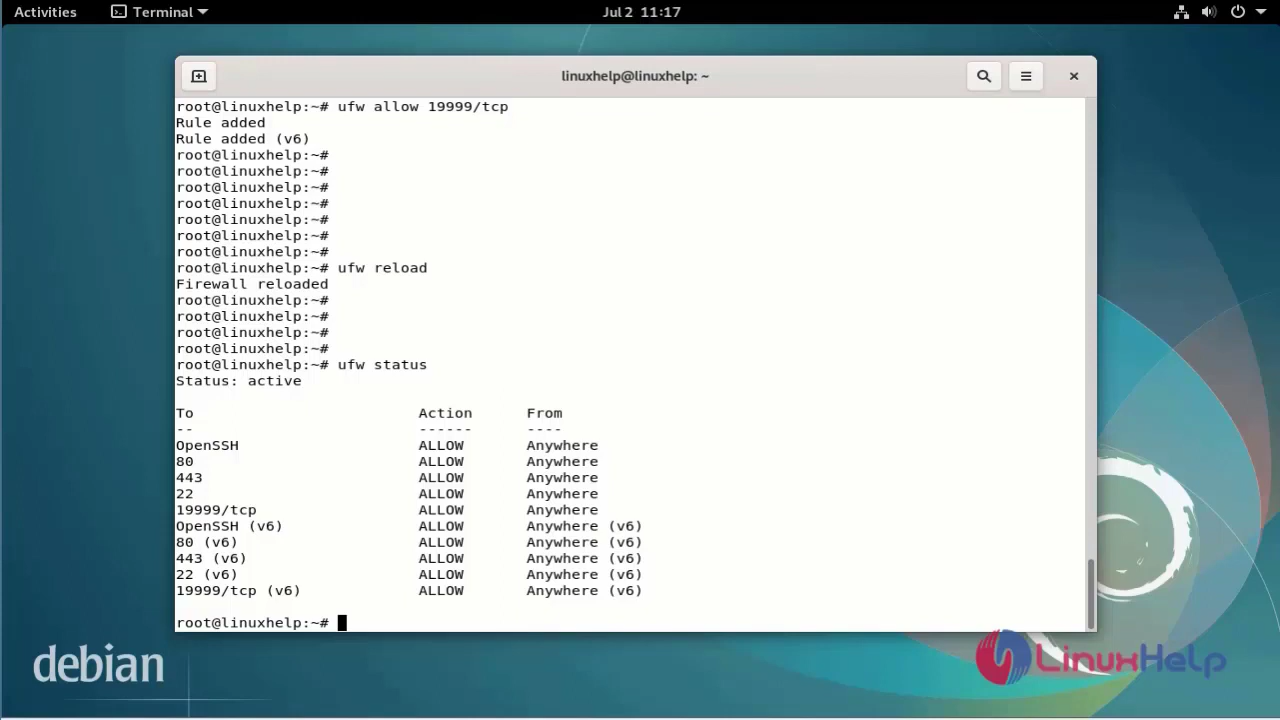 Activities Terminal Jul 2 11:17
linuxhelp@linuxhelp: ~
root@linuxhelp:~# ufw allow 19999/tcp
Rule added
Rule added (v6)
root@linuxhelp:~#
root@linuxhelp:~#
root@linuxhelp:~#
root@linuxhelp:~#
root@linuxhelp:~#
root@linuxhelp:~#
root@linuxhelp:~#
root@linuxhelp:~# ufw reload
Firewall reloaded
root@linuxhelp:~#
root@linuxhelp:~#
root@linuxhelp:~#
root@linuxhelp:~#
root@linuxhelp:~# ufw status
Status: active
To Action From
-- ------ ----
OpenSSH ALLOW Anywhere
80 ALLOW Anywhere
443 ALLOW Anywhere
22 ALLOW Anywhere
19999/tcp ALLOW Anywhere
OpenSSH (v6) ALLOW Anywhere (v6)
80 (v6) ALLOW Anywhere (v6)
443 (v6) ALLOW Anywhere (v6)
22 (v6) ALLOW Anywhere (v6)
19999/tcp (v6) ALLOW Anywhere (v6)
root@linuxhelp:~#
debian
LinuxHelp